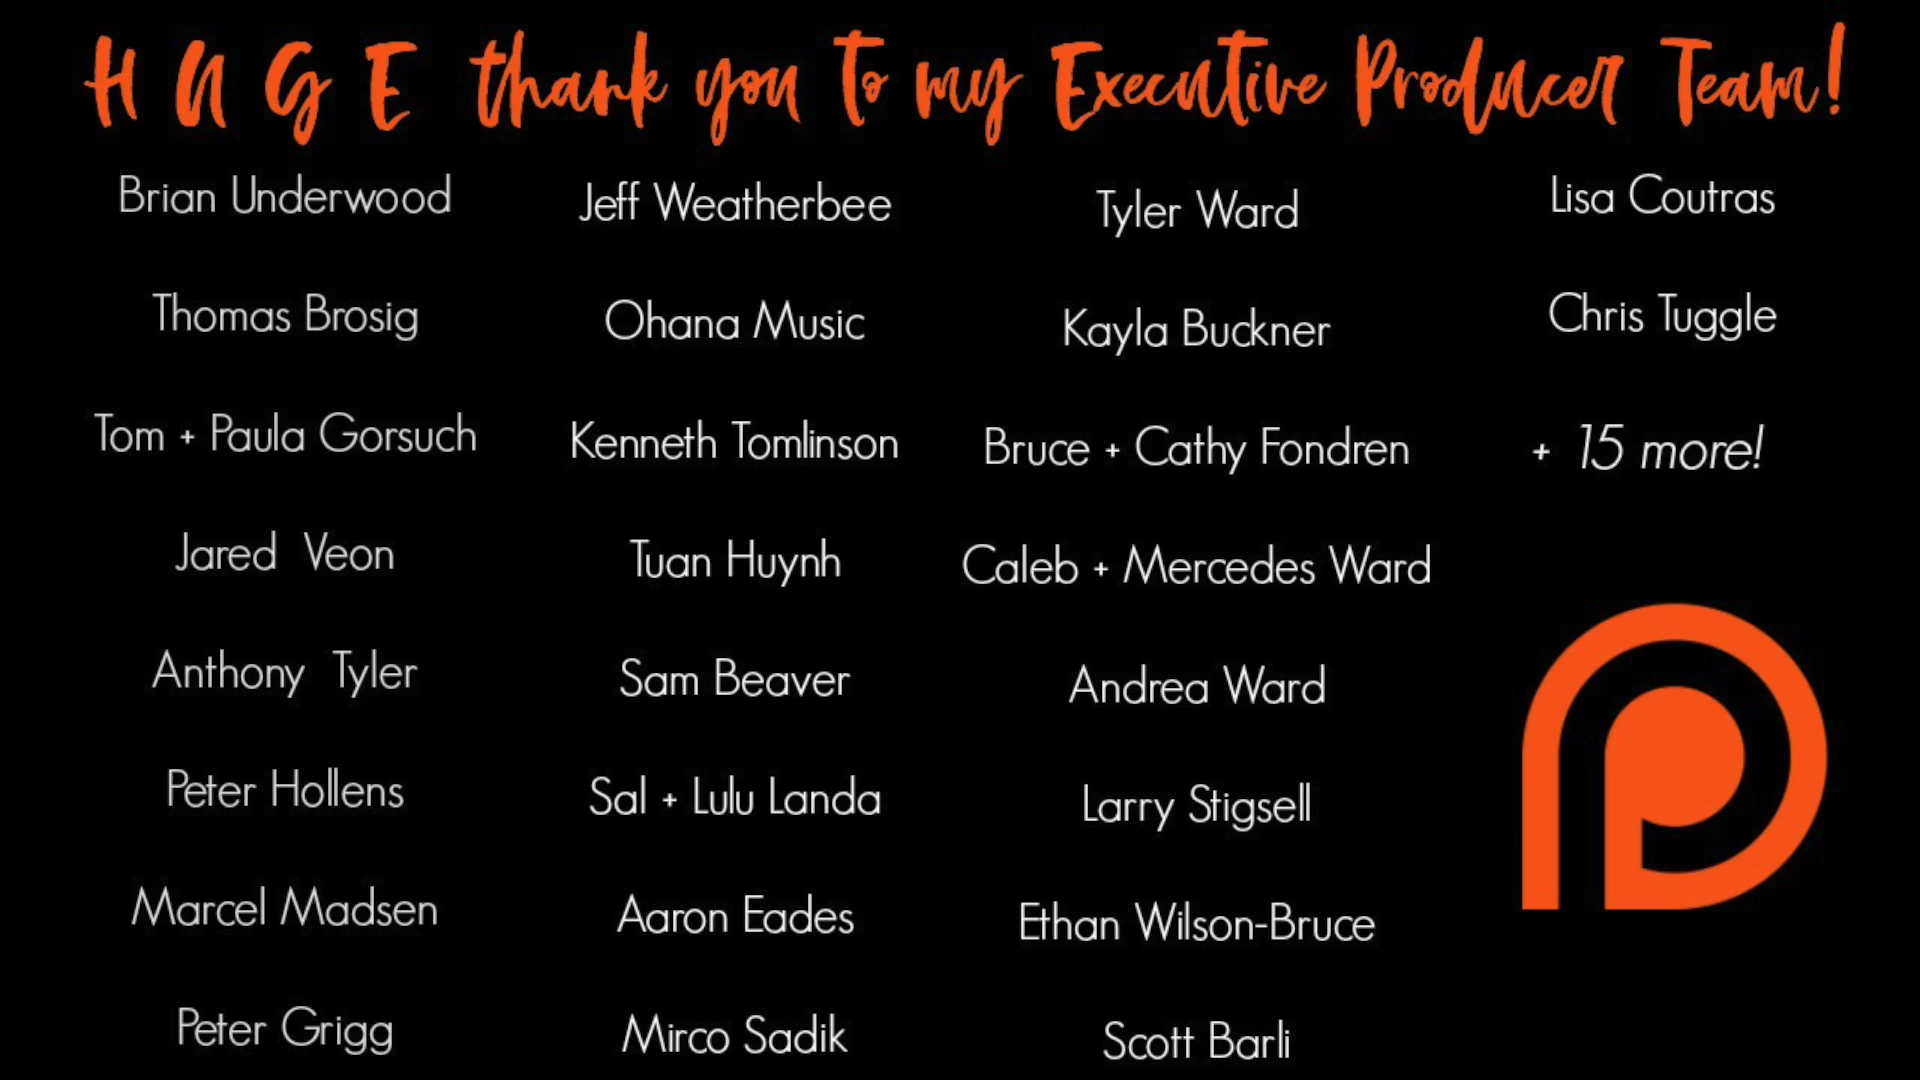 HUGE thank you to my Executive Producer Team!
Brian Underwood
Thomas Brosig
Tom + Paula Gorsuch
Jared Veon
Anthony Tyler
Peter Hollens
Marcel Madsen
Peter Grigg
Jeff Weatherbee
Ohana Music
Kenneth Tomlinson
Tuan Huynh
Sam Beaver
Sal + Lulu Landa
Aaron Eades
Mirco Sadik
Tyler Ward
Kayla Buckner
Bruce + Cathy Fondren
Caleb + Mercedes Ward
Andrea Ward
Larry Stigsell
Ethan Wilson-Bruce
Scott Barli
Lisa Coutras
Chris Tuggle
+ 15 more!